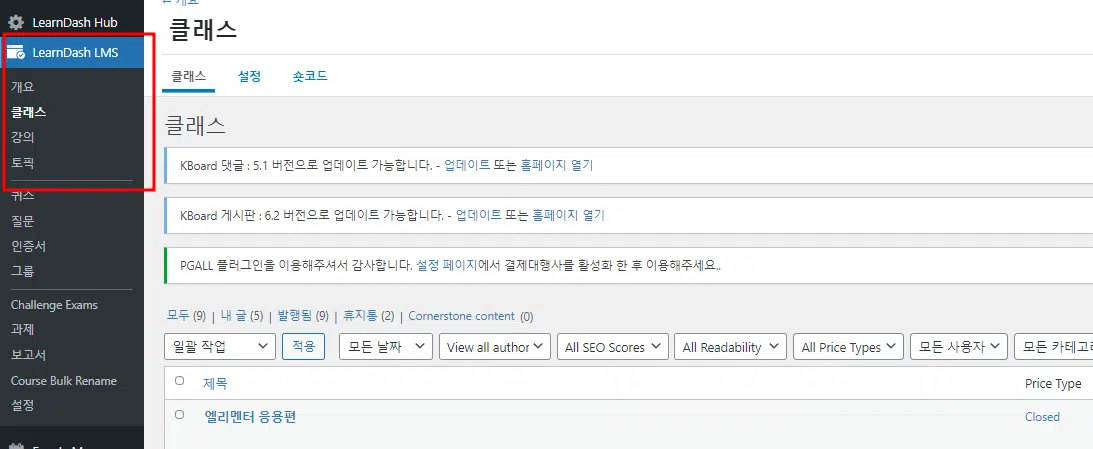 ← 개요
LearnDash Hub
클래스
LearnDash LMS
클래스 설정 숏코드
개요
클래스
강의
토픽
퀴즈
질문
인증서
그룹
Challenge Exams
과제
보고서
Course Bulk Rename
설정
클래스
KBoard 댓글 : 5.1 버전으로 업데이트 가능합니다. - 업데이트 또는 홈페이지 열기
KBoard 게시판 : 6.2 버전으로 업데이트 가능합니다. - 업데이트 또는 홈페이지 열기
PGALL 플러그인을 이용해주셔서 감사합니다. 설정 페이지에서 결제대행사를 활성화 한 후 이용해주세요..
모두 (9) | 내 글 (5) | 발행됨 (9) | 휴지통 (2) | Cornerstone content (0)
일괄 작업 적용 모든 날짜 View all author All SEO Scores All Readability All Price Types 모든 사용자 모든 카테고리
제목 Price Type
엘리멘터 응용편 Closed